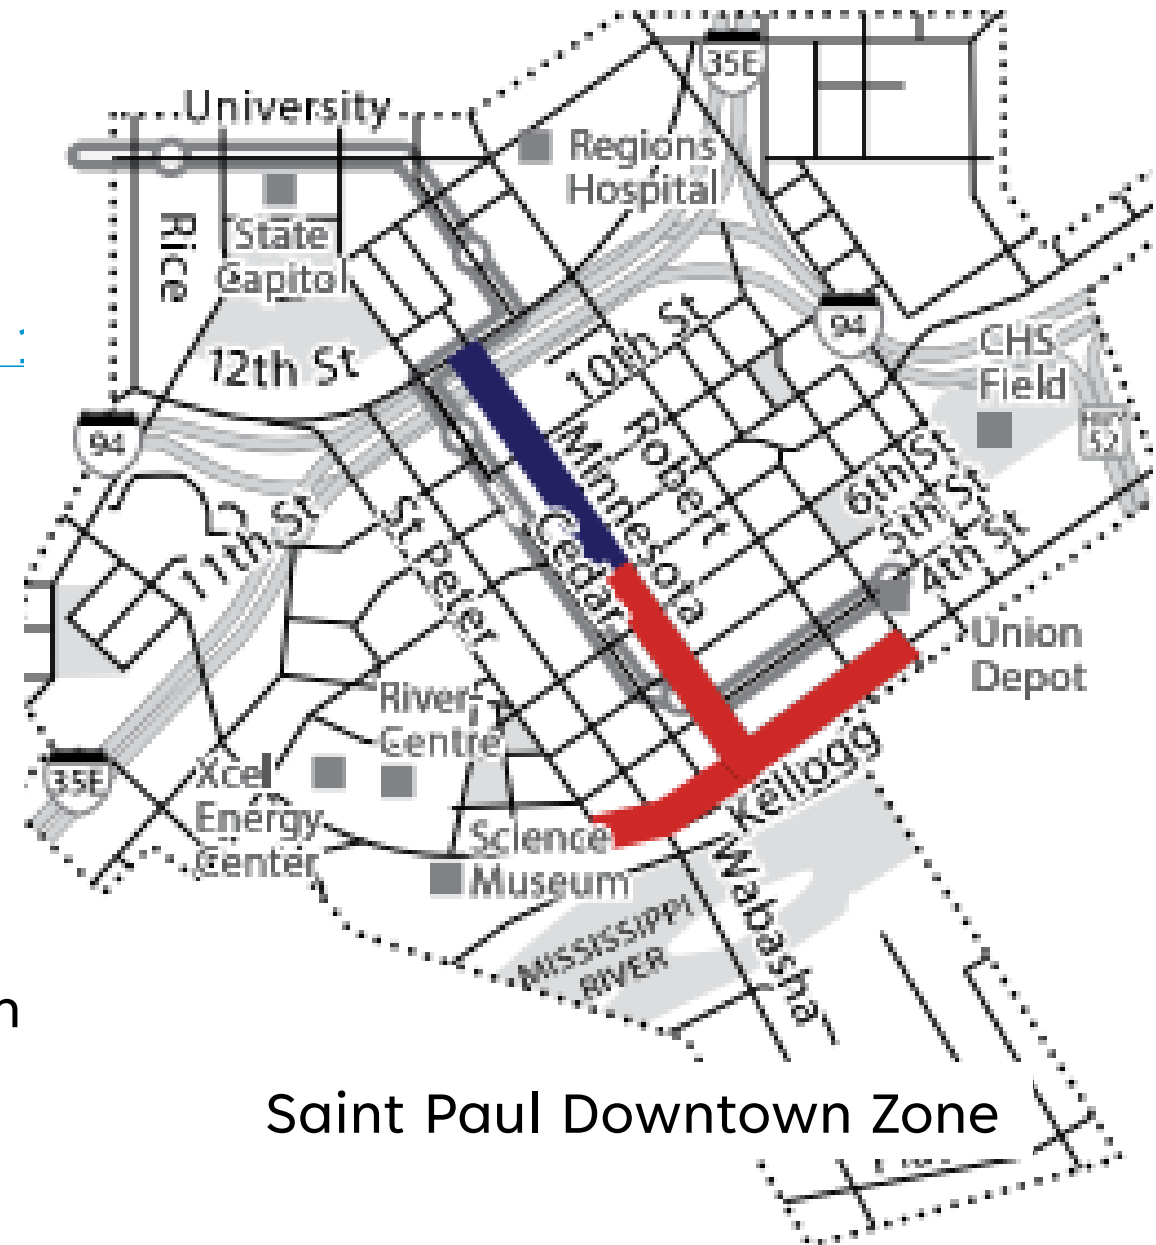 35E
University
Regions
Hospital
Rice
State
Capitol
94
10th St
12th St
CHS
Field
94
52
Robert
Minnesota
6th St
5th St
4th St
St Peter
Cedar
11th St
Union
Depot
River
Centre
35E
Xcel
Energy
Center
Kellogg
Science
Museum
Wabasha
MISSISSIPPI
RIVER
n
Saint Paul Downtown Zone